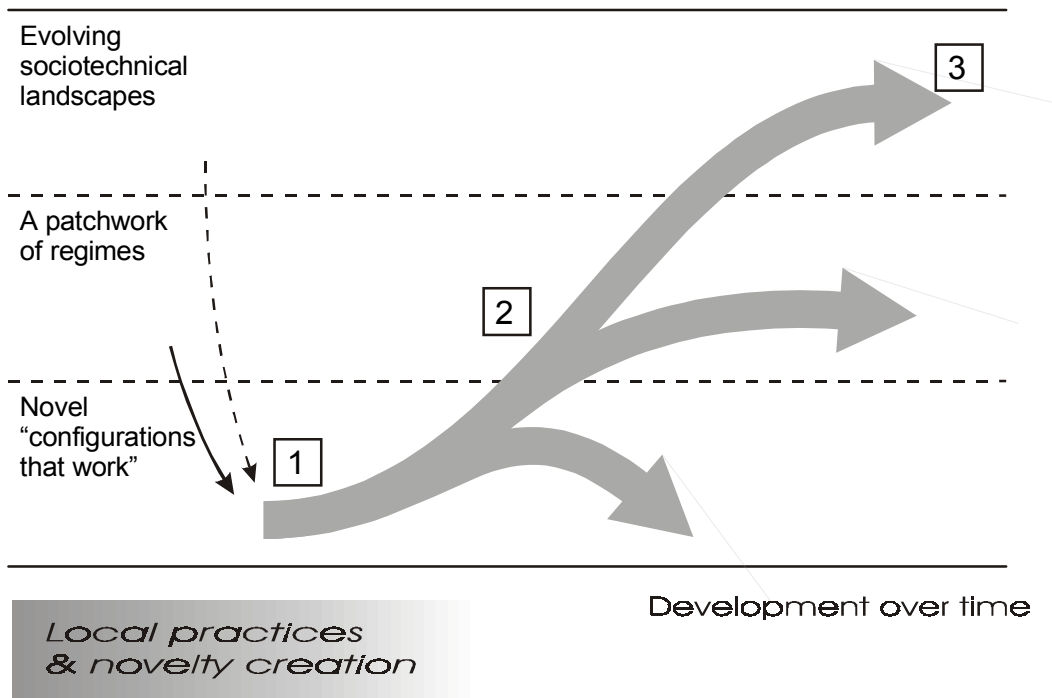 Evolving
sociotechnical
landscapes
3
A patchwork
of regimes
2
Novel
“configurations
that work”
1
Development over time
Local practices
& novelty creation